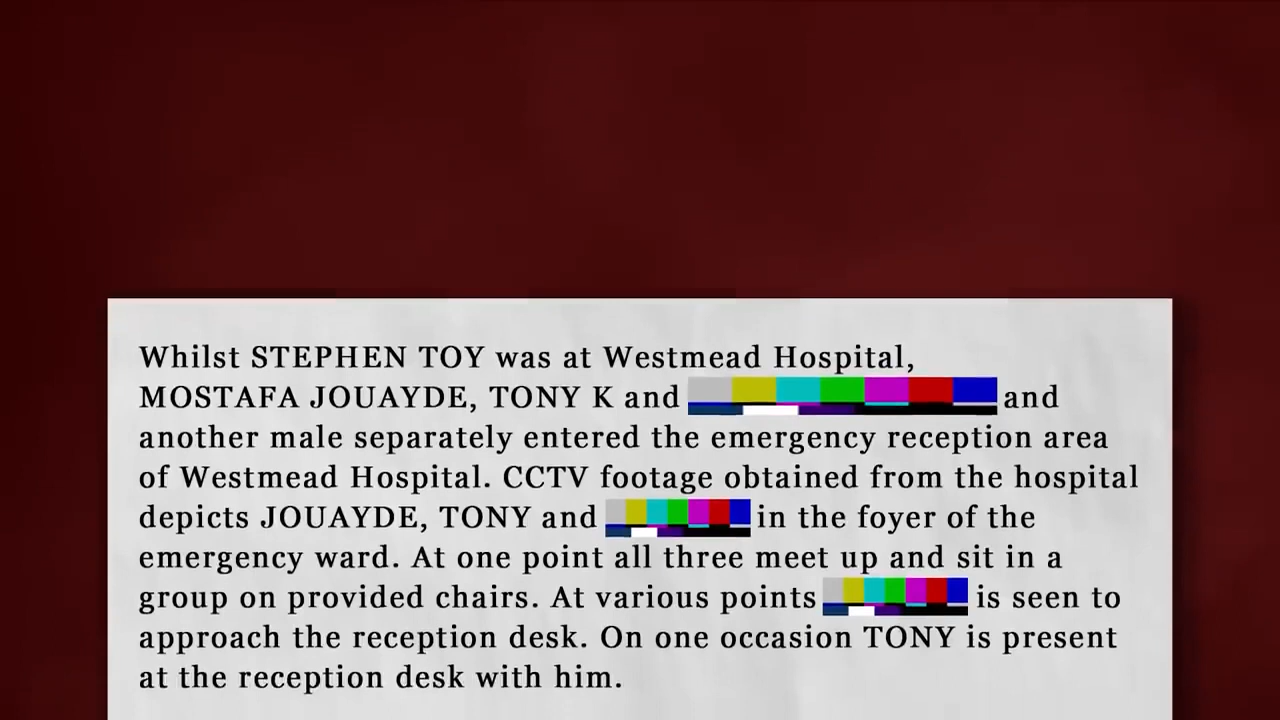 Whilst STEPHEN TOY was at Westmead Hospital,
MOSTAFA JOUAYDE, TONY K and and
another male separately entered the emergency reception area
of Westmead Hospital. CCTV footage obtained from the hospital
depicts JOUAYDE, TONY and in the foyer of the
emergency ward. At one point all three meet up and sit in a
group on provided chairs. At various points is seen to
approach the reception desk. On one occasion TONY is present
at the reception desk with him.